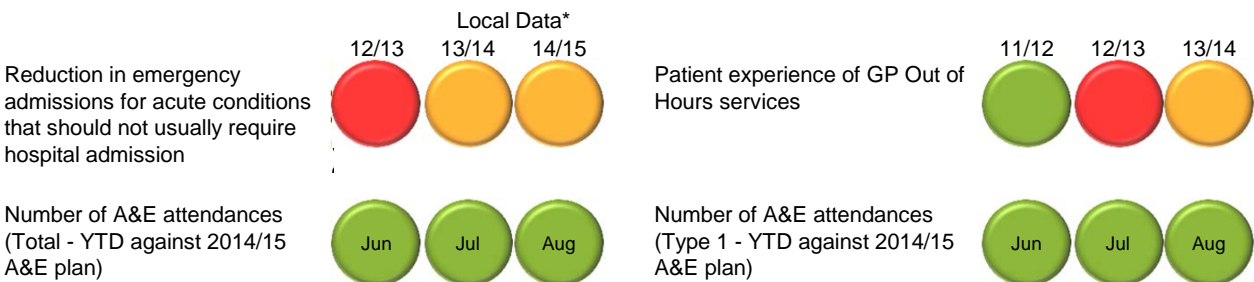 Local Data*
12/13 13/14 14/15
Reduction in emergency
admissions for acute conditions
that should not usually require
hospital admission
11/12 12/13 13/14
Patient experience of GP Out of
Hours services
Number of A&E attendances
(Total - YTD against 2014/15
A&E plan)
Jun Jul Aug
Number of A&E attendances
(Type 1 - YTD against 2014/15
A&E plan)
Jun Jul Aug